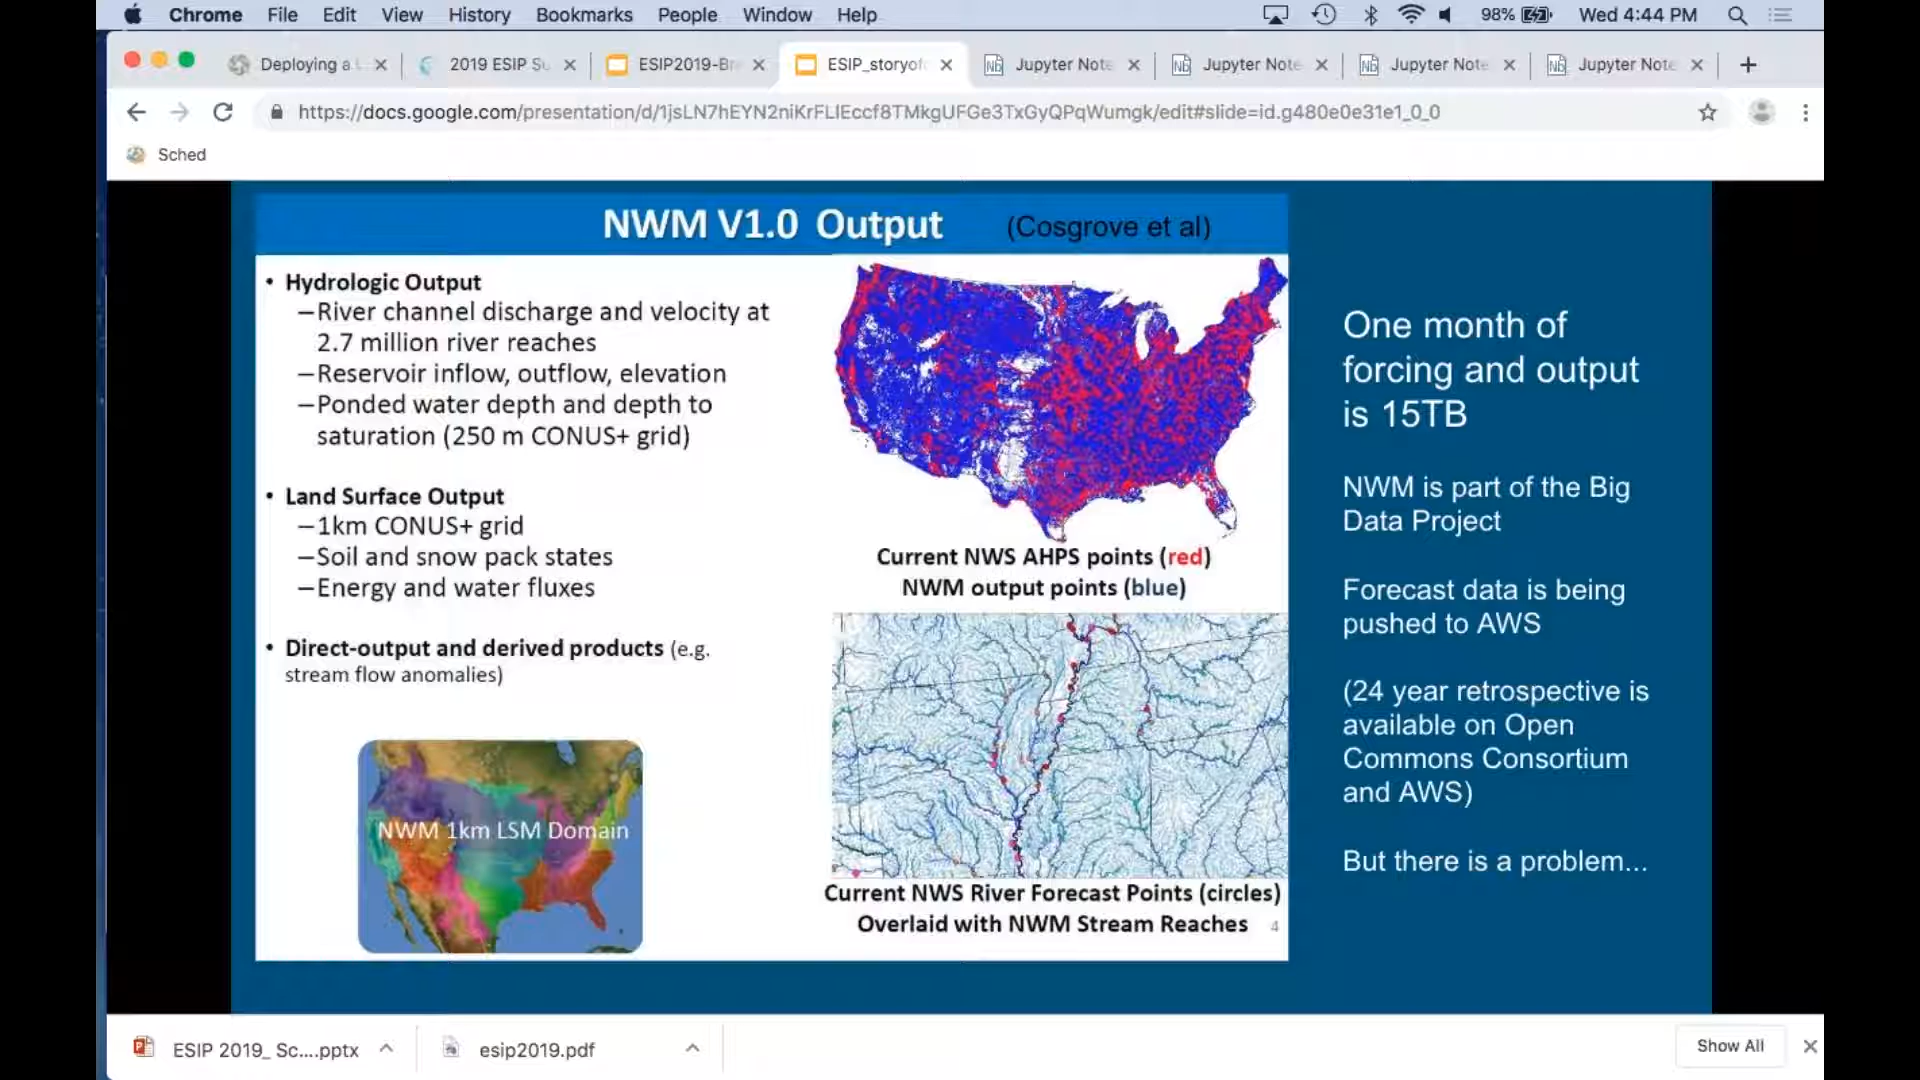 Chrome File Edit View History Bookmarks People Window Help 98% Wed 4:44 PM
Deploying a 2019 ESIP Su ESIP2019-Br ESIP_storyof Jupyter Note Jupyter Note Jupyter Note Jupyter Note
https://docs.google.com/presentation/d/1jsLN7hEYN2niKrFLlEccf8TMkgUFGe3TxGyQPqWumgk/edit#slide=id.g480e0e31e1_0_0
Sched
NWM V1.0 Output (Cosgrove et al)
• Hydrologic Output
–River channel discharge and velocity at
2.7 million river reaches
–Reservoir inflow, outflow, elevation
–Ponded water depth and depth to
saturation (250 m CONUS+ grid)
• Land Surface Output
–1km CONUS+ grid
–Soil and snow pack states
–Energy and water fluxes
• Direct-output and derived products (e.g.
stream flow anomalies)
NWM 1km LSM Domain
Current NWS AHPS points (red)
NWM output points (blue)
Current NWS River Forecast Points (circles)
Overlaid with NWM Stream Reaches 4
One month of
forcing and output
is 15TB
NWM is part of the Big
Data Project
Forecast data is being
pushed to AWS
(24 year retrospective is
available on Open
Commons Consortium
and AWS)
But there is a problem...
ESIP 2019_ Sc....pptx esip2019.pdf Show All